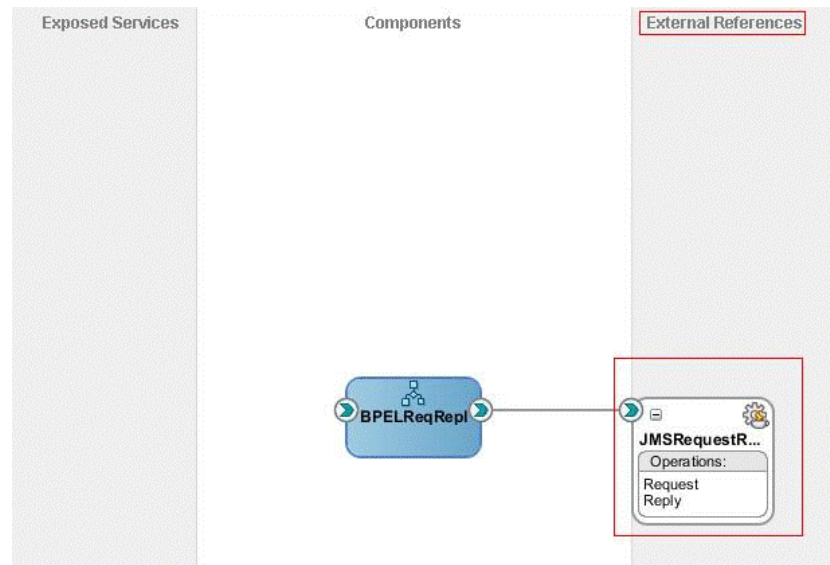 Exposed Services
Components
External References
BPELReqRepl
JMSRequestR...
Operations:
Request
Reply